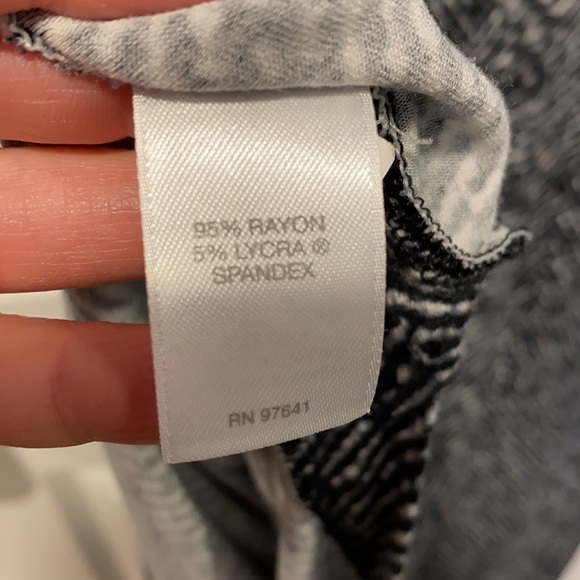 95% RAYON
5% LYCRA ®
SPANDEX
RN 97641